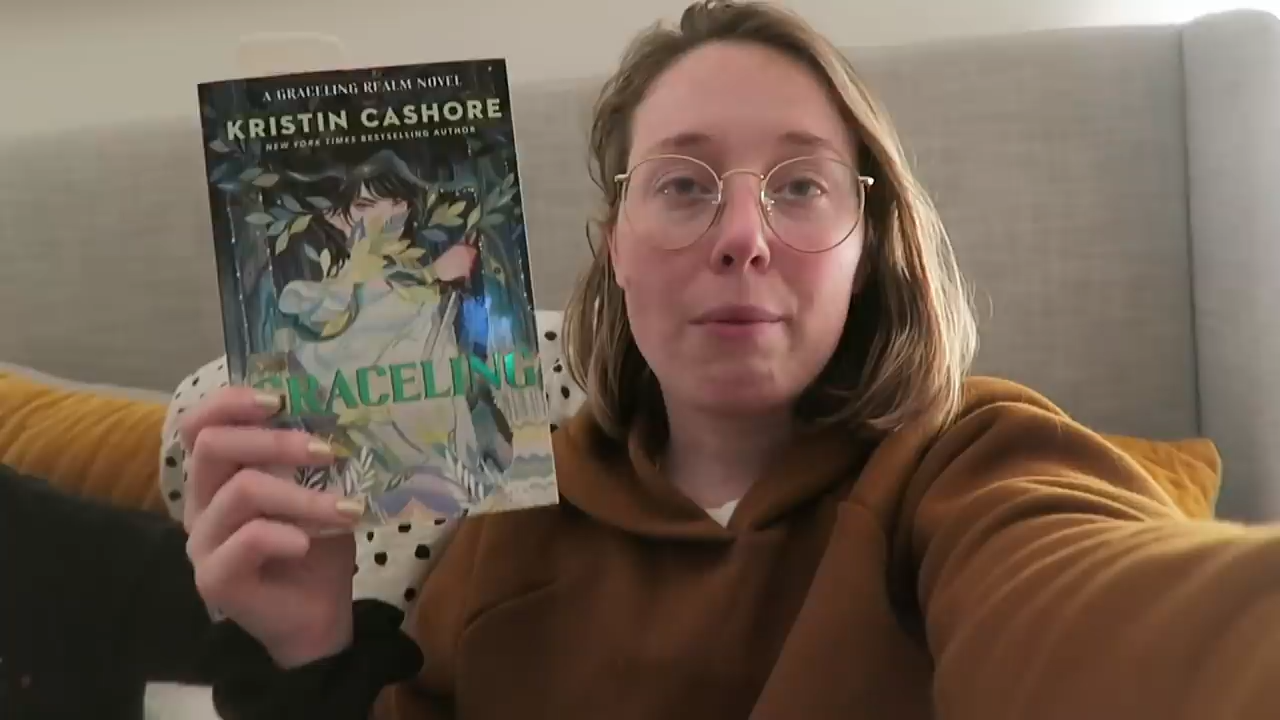 A GRACELING REALM NOVEL
KRISTIN CASHORE
NEW YORK TIMES BESTSELLING AUTHOR
GRACELING